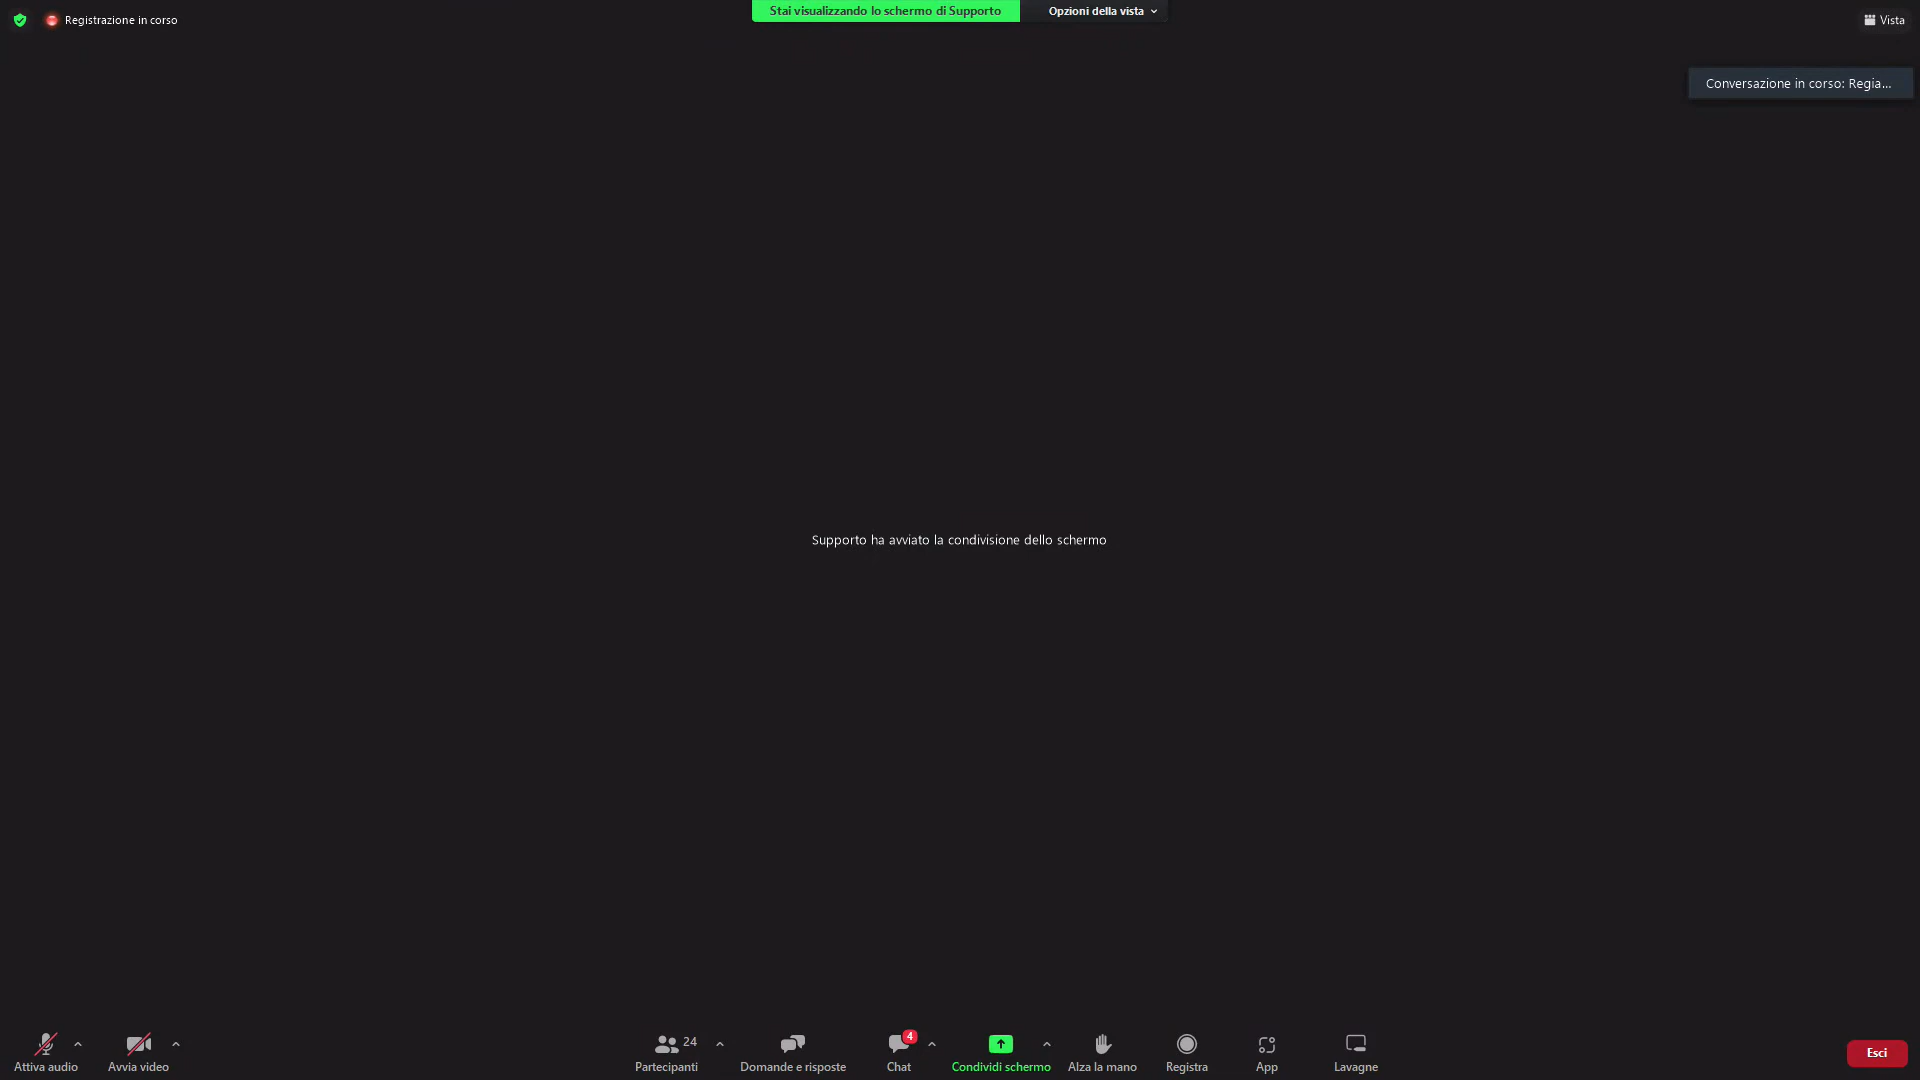 Registrazione in corso
Stai visualizzando lo schermo di Supporto
Opzioni della vista
Vista
Conversazione in corso: Regia...
Supporto ha avviato la condivisione dello schermo
Attiva audio
Avvia video
24
Partecipanti
Domande e risposte
4
Chat
Condividi schermo
Alza la mano
Registra
App
Lavagne
Esci